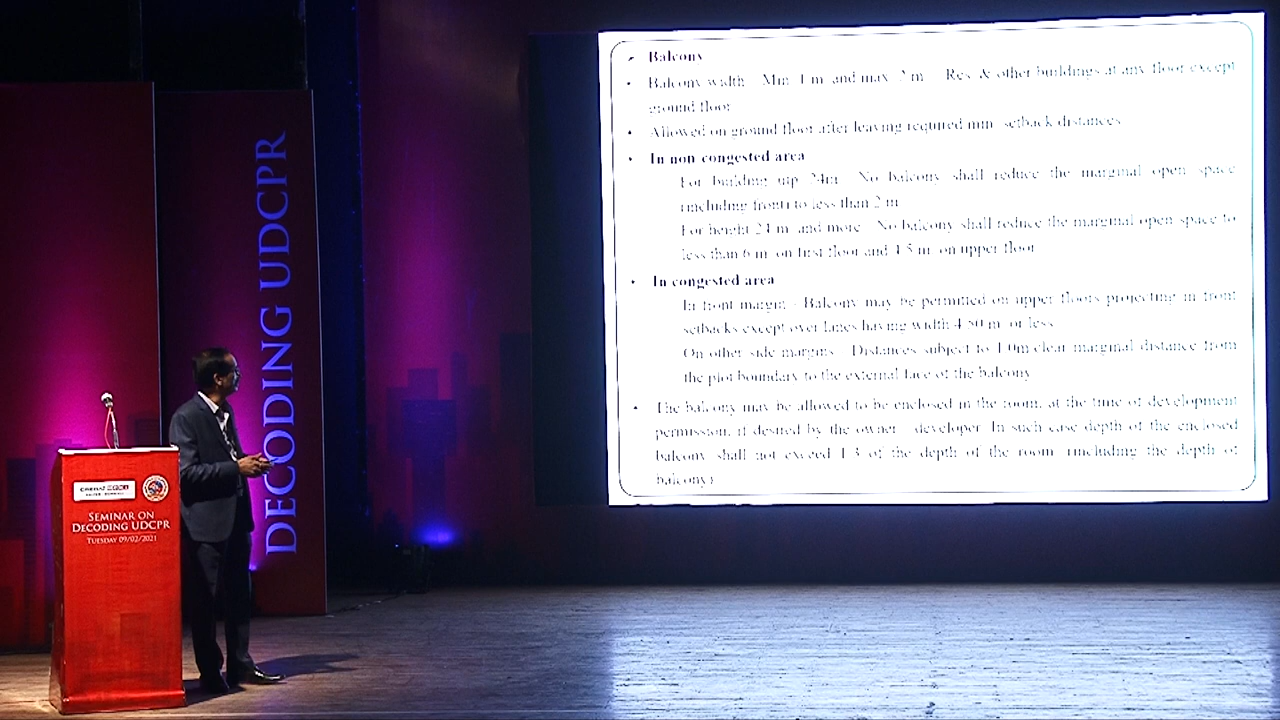 Balcony
Balcony width Min 1 m and max 2 m Res & other buildings at any floor except
ground floor
Allowed on ground floor after leaving required min setback distances
In non congested area
For building 24m No balcony shall reduce the marginal open space
(including front) to less than 2 m
For height 24 m and more No balcony shall reduce the marginal open space to
less than 6 m on first floor and 4.5 m on upper floor
In congested area
In front margin - Balcony may be permitted on upper floors projecting in front
setbacks except over lanes having width 4.50 m or less
On other side margins Distances subject to 1.0m clear marginal distance from
the plot boundary to the external face of the balcony
The balcony may be allowed to be enclosed in the room, at the time of development
permission, if desired by the owner developer. In such case depth of the enclosed
balcony shall not exceed 1/3 of the depth of the room (including the depth of
balcony)
DECODING UDCPR
CREDAI MCHI
SEMINAR ON
DECODING UDCPR
TUESDAY 09/02/2021